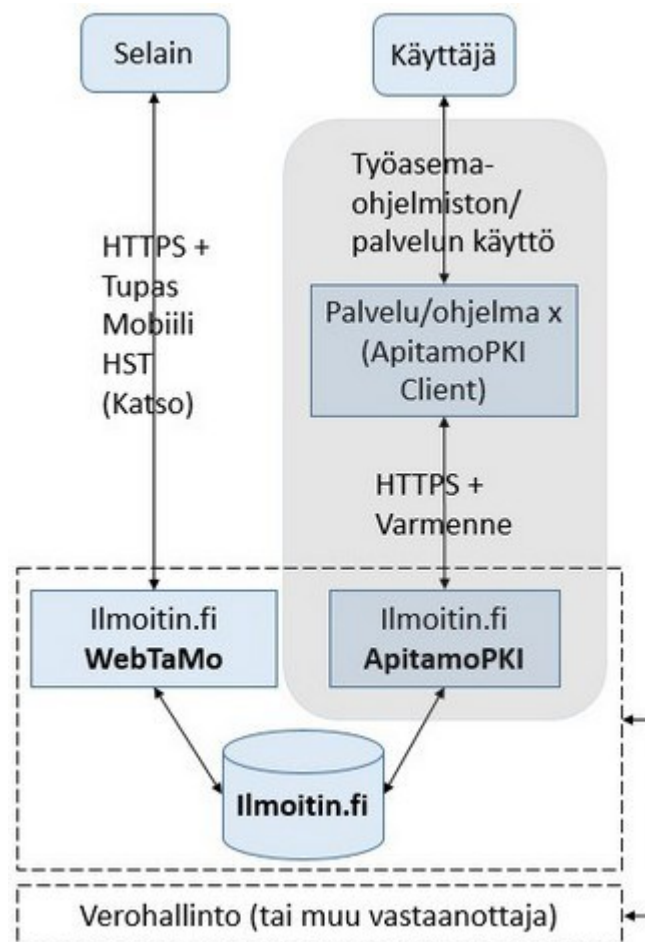 Selain
Käyttäjä
Työasema-
ohjelmiston/
palvelun käyttö
HTTPS +
Tupas
Mobiili
HST
(Katso)
Palvelu/ohjelma x
(ApitamoPKI
Client)
HTTPS +
Varmenne
Ilmoitin.fi
WebTaMo
Ilmoitin.fi
ApitamoPKI
Ilmoitin.fi
Verohallinto (tai muu vastaanottaja)